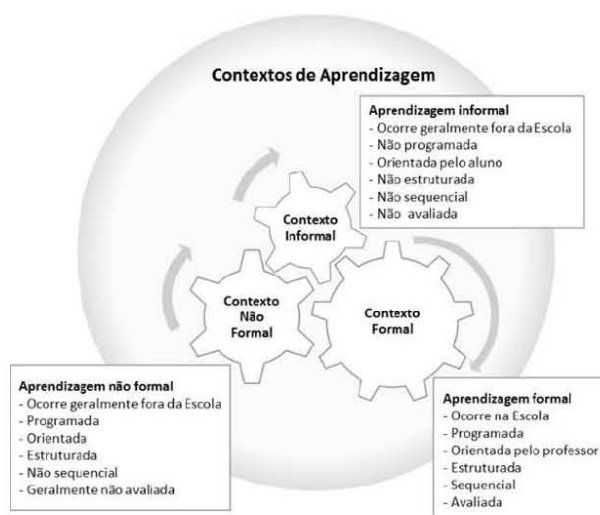 Contextos de Aprendizagem
Aprendizagem informal
- Ocorre geralmente fora da Escola
- Não programada
- Orientada pelo aluno
- Não estruturada
- Não sequencial
- Não avaliada
Contexto
Informal
Contexto
Não
Formal
Contexto
Formal
Aprendizagem não formal
- Ocorre geralmente fora da Escola
- Programada
- Orientada
- Estruturada
- Não sequencial
- Geralmente não avaliada
Aprendizagem formal
- Ocorre na Escola
- Programada
- Orientada pelo professor
- Estruturada
- Sequencial
- Avaliada